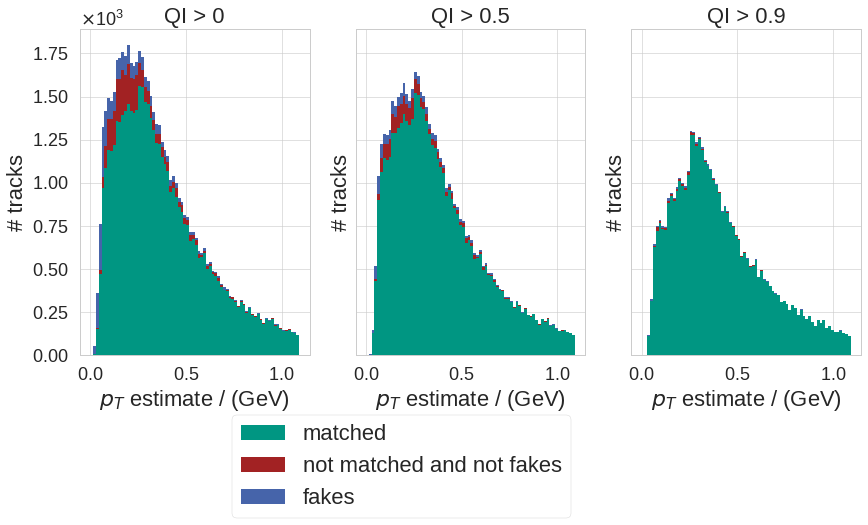 ×10³ QI > 0 QI > 0.5 QI > 0.9
1.75
1.50
1.25
1.00
0.75
0.50
0.25
0.00
# tracks # tracks # tracks
0.0 0.5 1.0 0.0 0.5 1.0 0.0 0.5 1.0
p_T estimate / (GeV) p_T estimate / (GeV) p_T estimate / (GeV)
matched
not matched and not fakes
fakes